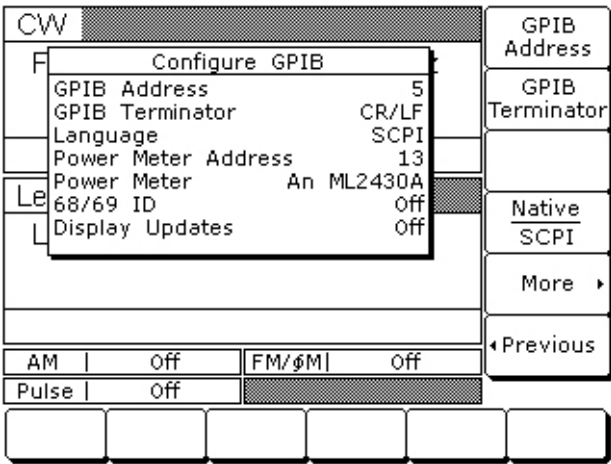 CW
F
Configure GPIB
GPIB Address 5
GPIB Terminator CR/LF
Language SCPI
Power Meter Address 13
Power Meter An ML2430A
68/69 ID Off
Display Updates Off
Le
L
AM | Off
FM/ϕM| Off
Pulse | Off
GPIB
Address
GPIB
Terminator
Native
SCPI
More ▸
◂Previous